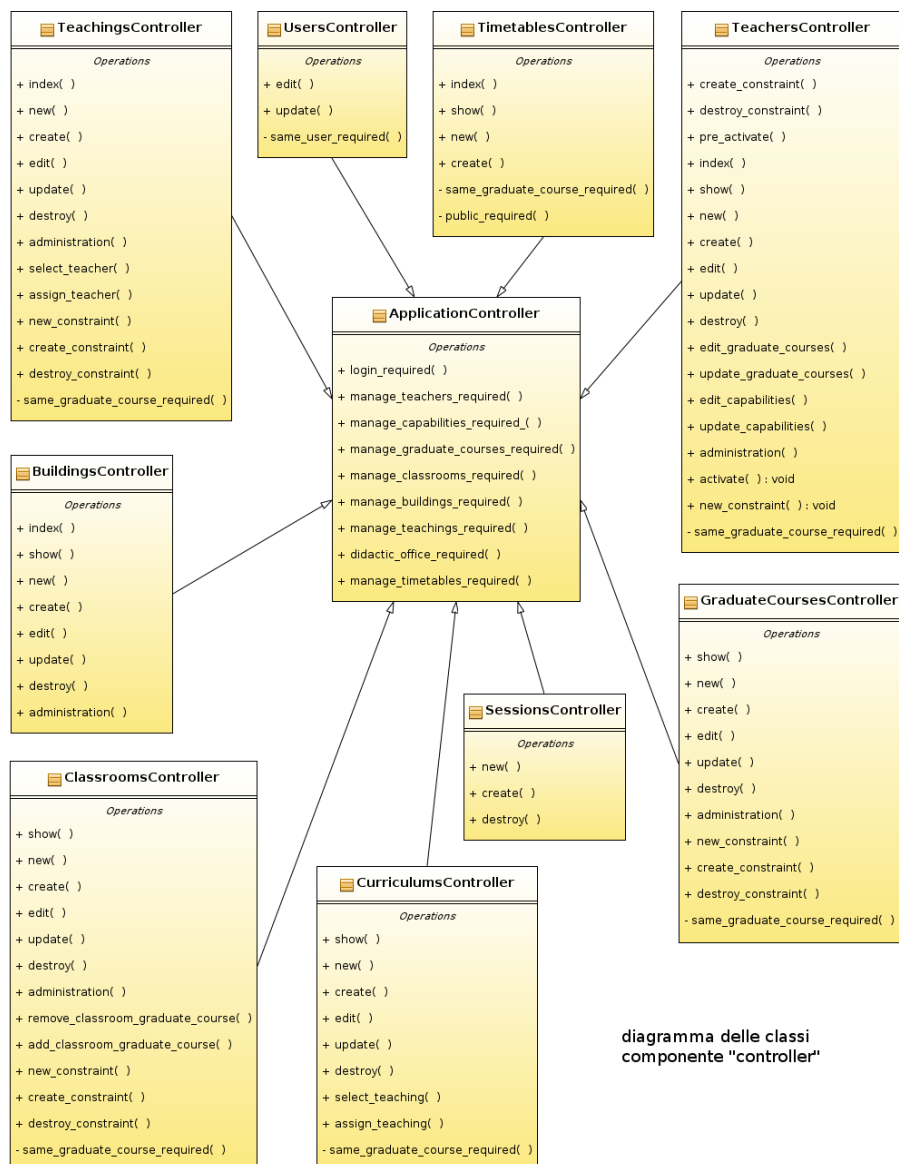 TeachingsController
Operations
+ index( )
+ new( )
+ create( )
+ edit( )
+ update( )
+ destroy( )
+ administration( )
+ select_teacher( )
+ assign_teacher( )
+ new_constraint( )
+ create_constraint( )
+ destroy_constraint( )
- same_graduate_course_required( )
UsersController
Operations
+ edit( )
+ update( )
- same_user_required( )
TimetablesController
Operations
+ index( )
+ show( )
+ new( )
+ create( )
- same_graduate_course_required( )
- public_required( )
TeachersController
Operations
+ create_constraint( )
+ destroy_constraint( )
+ pre_activate( )
+ index( )
+ show( )
+ new( )
+ create( )
+ edit( )
+ update( )
+ destroy( )
+ edit_graduate_courses( )
+ update_graduate_courses( )
+ edit_capabilities( )
+ update_capabilities( )
+ administration( )
+ activate( ) : void
+ new_constraint( ) : void
- same_graduate_course_required( )
ApplicationController
Operations
+ login_required( )
+ manage_teachers_required( )
+ manage_capabilities_required_( )
+ manage_graduate_courses_required( )
+ manage_classrooms_required( )
+ manage_buildings_required( )
+ manage_teachings_required( )
+ didactic_office_required( )
+ manage_timetables_required( )
BuildingsController
Operations
+ index( )
+ show( )
+ new( )
+ create( )
+ edit( )
+ update( )
+ destroy( )
+ administration( )
GraduateCoursesController
Operations
+ show( )
+ new( )
+ create( )
+ edit( )
+ update( )
+ destroy( )
+ administration( )
+ new_constraint( )
+ create_constraint( )
+ destroy_constraint( )
- same_graduate_course_required( )
SessionsController
Operations
+ new( )
+ create( )
+ destroy( )
ClassroomsController
Operations
+ show( )
+ new( )
+ create( )
+ edit( )
+ update( )
+ destroy( )
+ administration( )
+ remove_classroom_graduate_course( )
+ add_classroom_graduate_course( )
+ new_constraint( )
+ create_constraint( )
+ destroy_constraint( )
- same_graduate_course_required( )
CurriculumsController
Operations
+ show( )
+ new( )
+ create( )
+ edit( )
+ update( )
+ destroy( )
+ select_teaching( )
+ assign_teaching( )
- same_graduate_course_required( )
diagramma delle classi
componente "controller"